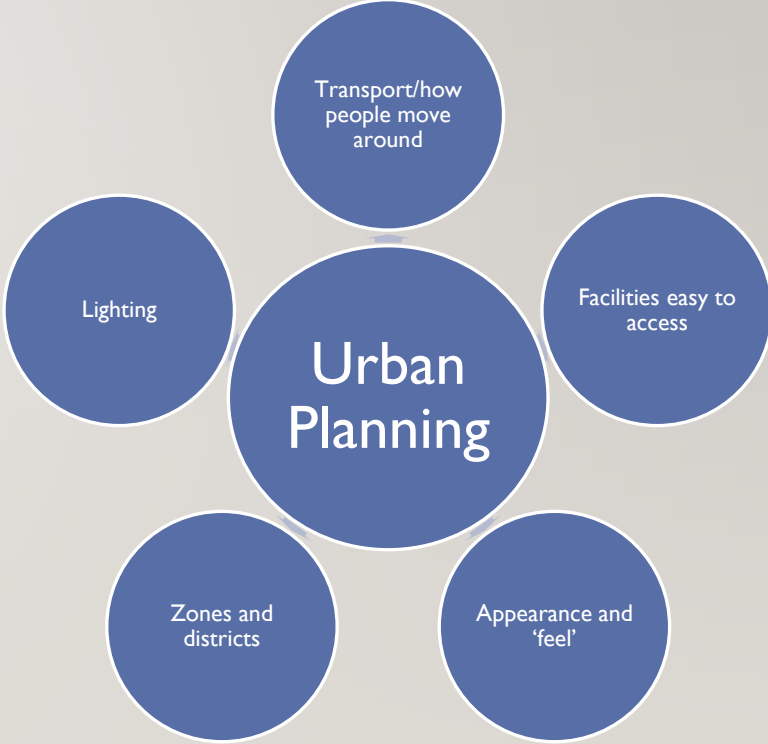 Transport/how
people move
around
Lighting
Facilities easy to
access
Urban
Planning
Zones and
districts
Appearance and
‘feel’